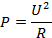 P = U²/R